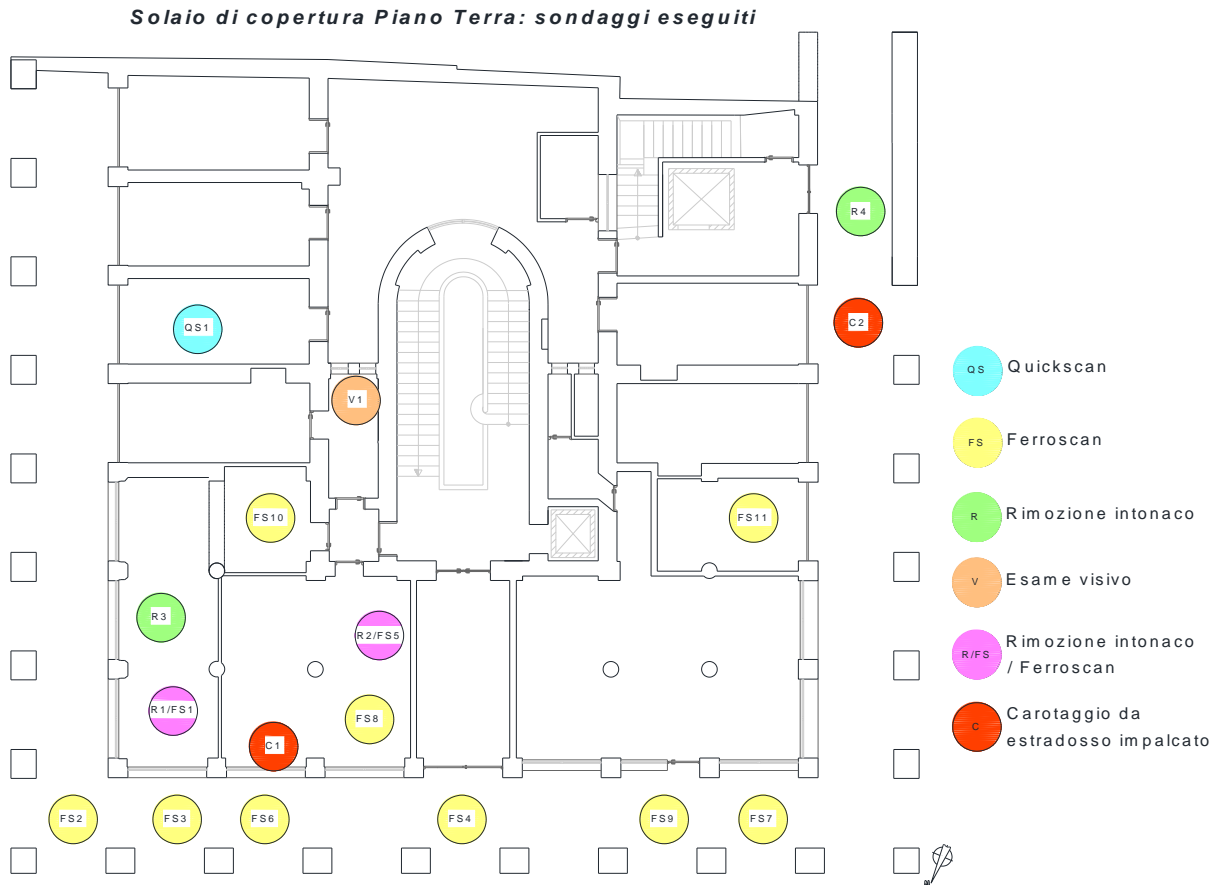 Solaio di copertura Piano Terra: sondaggi eseguiti
R4
QS1
C2
V1
QS Quickscan
FS Ferroscan
FS10
FS11
R Rimozione intonaco
V Esame visivo
R3
R2/FS5
R/FS Rimozione intonaco
/ Ferroscan
R1/FS1
FS8
C1
C Carotaggio da
estradosso impalcato
FS2
FS3
FS6
FS4
FS9
FS7